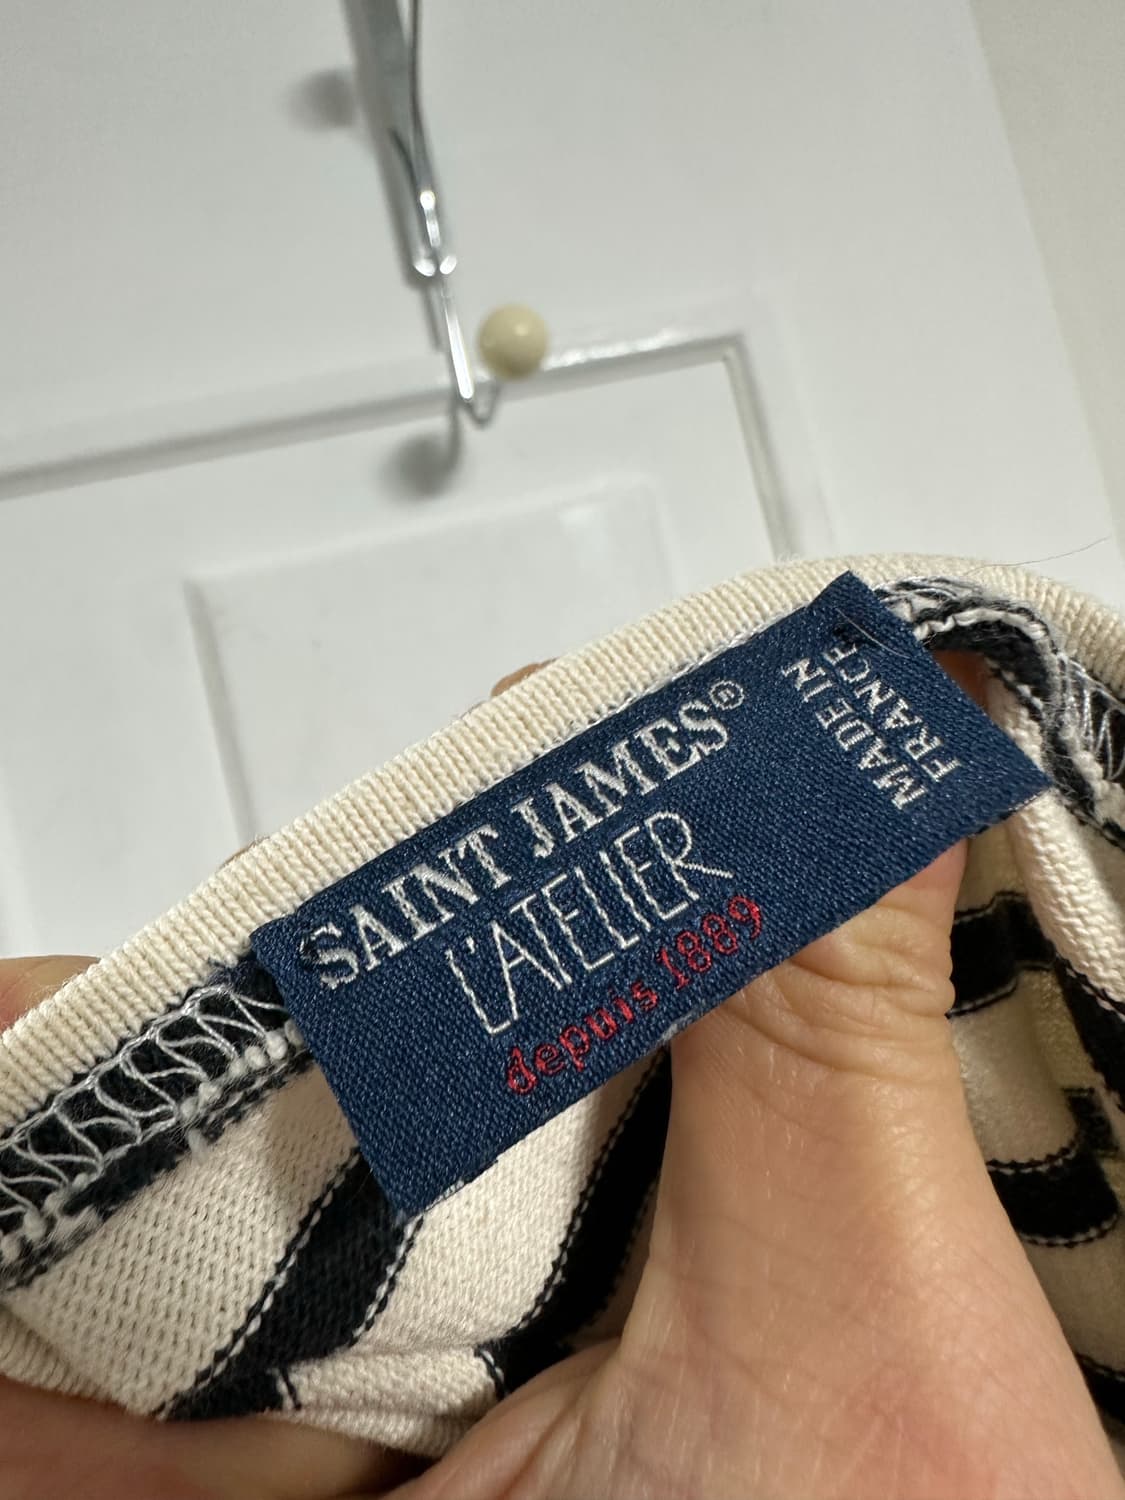 SAINT JAMES®
L'ATELIER
depuis 1889
MADE IN
FRANCE